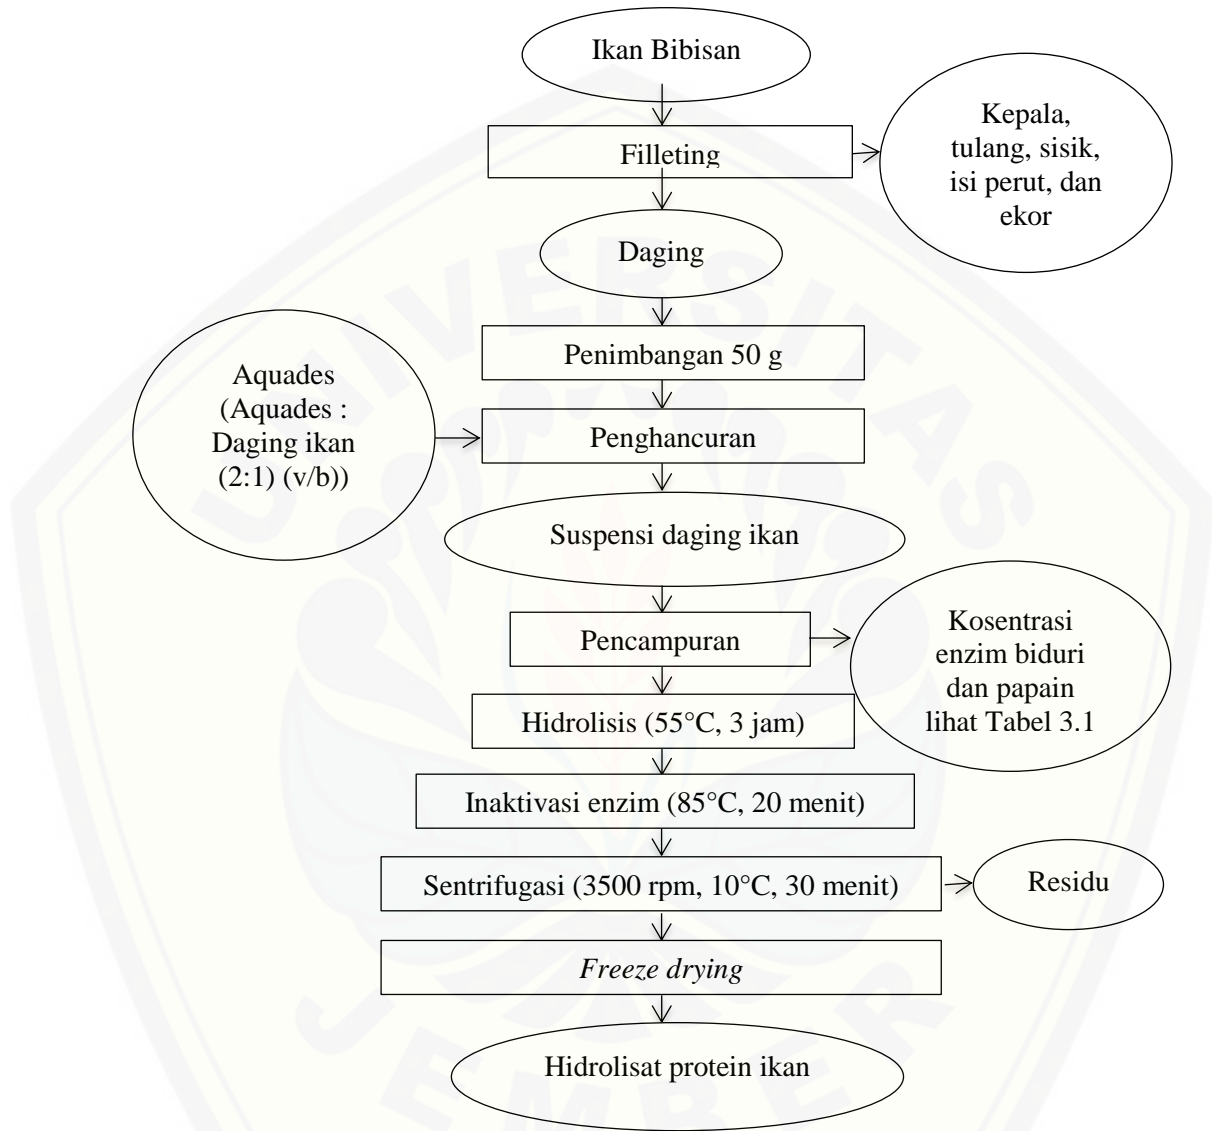 Ikan Bibisan
Filleting
Kepala,
tulang, sisik,
isi perut, dan
ekor
Daging
Penimbangan 50 g
Aquades
(Aquades :
Daging ikan
(2:1) (v/b))
Penghancuran
Suspensi daging ikan
Pencampuran
Kosentrasi
enzim biduri
dan papain
lihat Tabel 3.1
Hidrolisis (55°C, 3 jam)
Inaktivasi enzim (85°C, 20 menit)
Sentrifugasi (3500 rpm, 10°C, 30 menit)
Residu
Freeze drying
Hidrolisat protein ikan
UNIVERSITAS
JEMBER